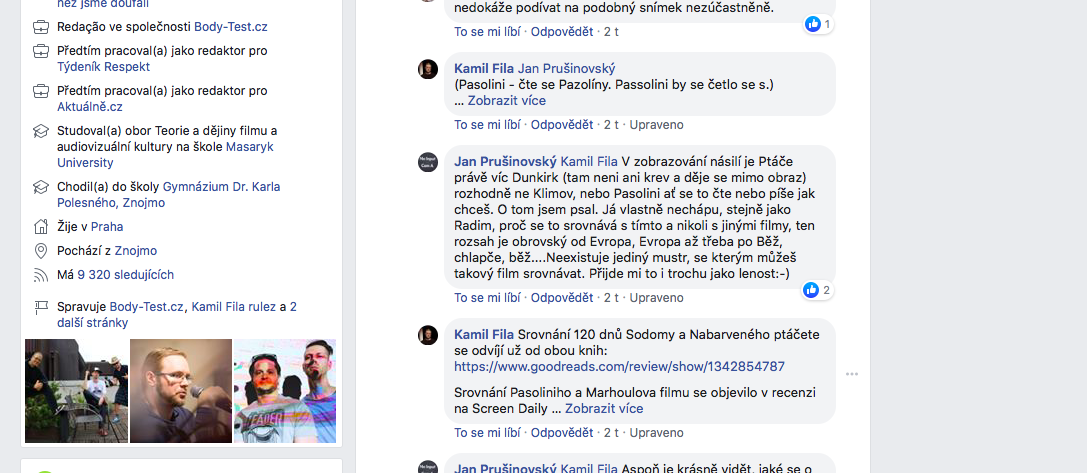 než jsme doufali
Redaɕao ve společnosti Body-Test.cz
Předtím pracoval(a) jako redaktor pro
Týdeník Respekt
Předtím pracoval(a) jako redaktor pro
Aktuálně.cz
Studoval(a) obor Teorie a dějiny filmu a
audiovizuální kultury na škole Masaryk
University
Chodil(a) do školy Gymnázium Dr. Karla
Polesného, Znojmo
Žije v Praha
Pochází z Znojmo
Má 9 320 sledujících
Spravuje Body-Test.cz, Kamil Fila rulez a 2
další stránky
nedokáže podívat na podobný snímek nezúčastněně.
1
To se mi líbí · Odpovědět · 2 t
Kamil Fila Jan Prušinovský
(Pasolini - čte se Pazolíny. Passolini by se četlo se s.)
... Zobrazit více
To se mi líbí · Odpovědět · 2 t · Upraveno
Jan Prušinovský Kamil Fila V zobrazování násilí je Ptáče
právě víc Dunkirk (tam neni ani krev a děje se mimo obraz)
rozhodně ne Klimov, nebo Pasolini ať se to čte nebo píše jak
chceš. O tom jsem psal. Já vlastně nechápu, stejně jako
Radim, proč se to srovnává s tímto a nikoli s jinými filmy, ten
rozsah je obrovský od Evropa, Evropa až třeba po Běž,
chlapče, běž....Neexistuje jediný mustr, se kterým můžeš
takový film srovnávat. Přijde mi to i trochu jako lenost:-)
2
To se mi líbí · Odpovědět · 2 t · Upraveno
Kamil Fila Srovnání 120 dnů Sodomy a Nabarveného ptáčete
se odvíjí už od obou knih:
https://www.goodreads.com/review/show/1342854787
Srovnání Pasoliniho a Marhoulova filmu se objevilo v recenzi
na Screen Daily ... Zobrazit více
To se mi líbí · Odpovědět · 2 t · Upraveno
Jan Prušinovský Kamil Fila Aspoň je krásně vidět, jaké se o